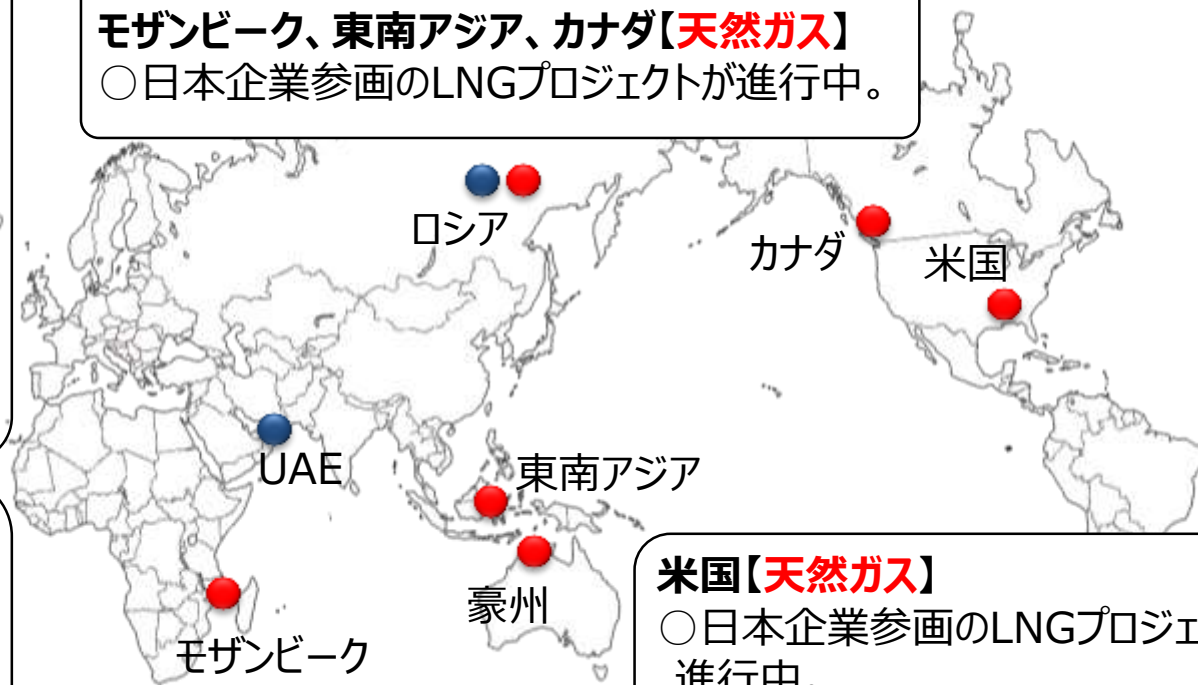 モザンビーク、東南アジア、カナダ【天然ガス】
○日本企業参画のLNGプロジェクトが進行中。
ロシア
カナダ
米国
UAE
東南アジア
豪州
モザンビーク
米国【天然ガス】
○日本企業参画のLNGプロジェ
進行中。